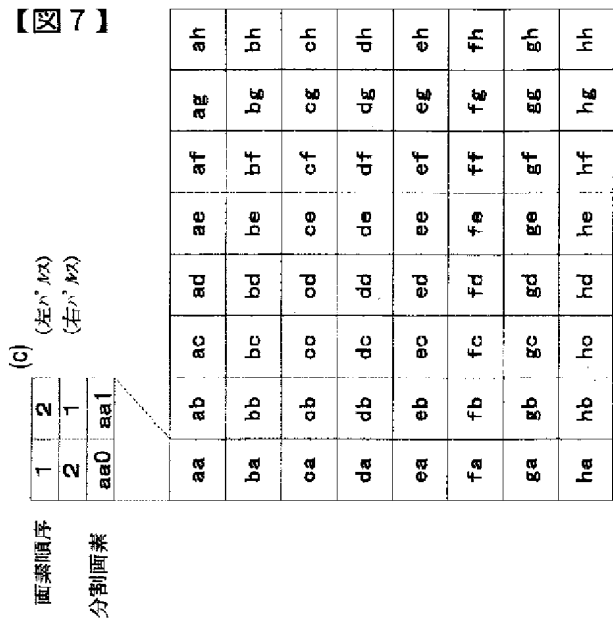 【図7】
(c)
画素順序 1 2 (左パルス)
2 1 (右パルス)
分割画素 aa0 aa1
aa ab ac ad ae af ag ah
ba bb bc bd be bf bg bh
ca cb cc cd ce cf cg ch
da db dc dd de df dg dh
ea eb ec ed ee ef eg eh
fa fb fc fd fe ff fg fh
ga gb gc gd ge gf gg gh
ha hb hc hd he hf hg hh